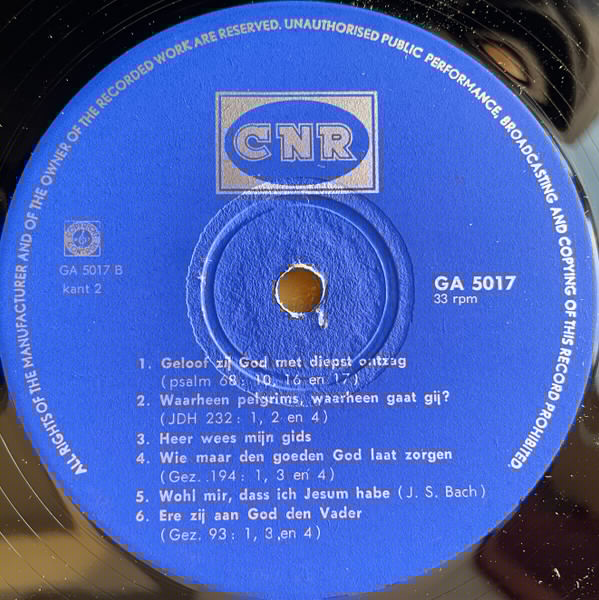 ALL RIGHTS OF THE MANUFACTURER AND OF THE OWNER OF THE RECORDED WORK ARE RESERVED. UNAUTHORISED PUBLIC PERFORMANCE, BROADCASTING AND COPYING OF THIS RECORD PROHIBITED.
CNR
GA 5017 B
kant 2
GA 5017
33 rpm
1. Geloof zij God met diepst ontzag
(psalm 68: 10, 16 en 17)
2. Waarheen pelgrims, waarheen gaat gij?
(JDH 232: 1, 2 en 4)
3. Heer wees mijn gids
4. Wie maar den goeden God laat zorgen
(Gez. 194: 1, 3 en 4)
5. Wohl mir, dass ich Jesum habe (J. S. Bach)
6. Ere zij aan God den Vader
(Gez. 93: 1, 3 en 4)